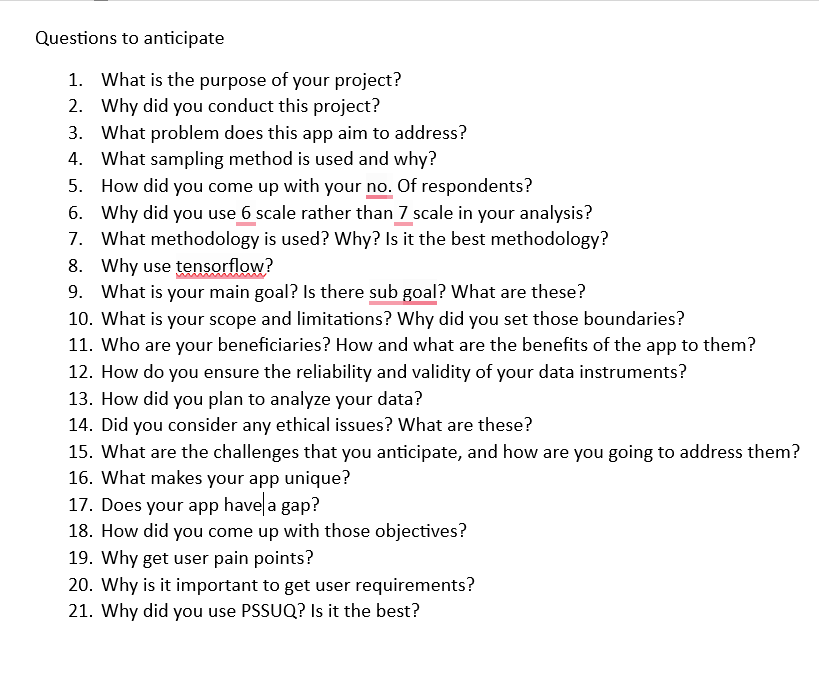 Questions to anticipate
1. What is the purpose of your project?
2. Why did you conduct this project?
3. What problem does this app aim to address?
4. What sampling method is used and why?
5. How did you come up with your no. Of respondents?
6. Why did you use 6 scale rather than 7 scale in your analysis?
7. What methodology is used? Why? Is it the best methodology?
8. Why use tensorflow?
9. What is your main goal? Is there sub goal? What are these?
10. What is your scope and limitations? Why did you set those boundaries?
11. Who are your beneficiaries? How and what are the benefits of the app to them?
12. How do you ensure the reliability and validity of your data instruments?
13. How did you plan to analyze your data?
14. Did you consider any ethical issues? What are these?
15. What are the challenges that you anticipate, and how are you going to address them?
16. What makes your app unique?
17. Does your app have a gap?
18. How did you come up with those objectives?
19. Why get user pain points?
20. Why is it important to get user requirements?
21. Why did you use PSSUQ? Is it the best?